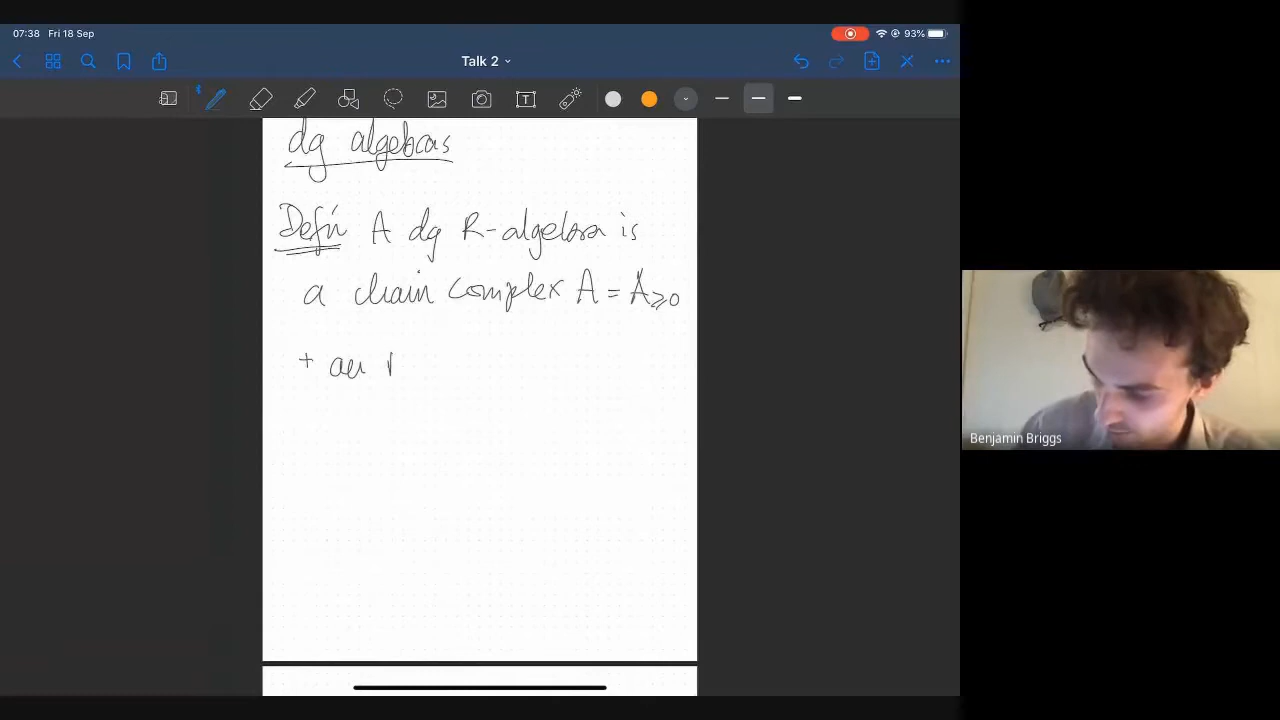 07:38 Fri 18 Sep
93%
Talk 2
T
dg algebras
Defn A dg R-algebra is
a chain complex A = A≥0
+ an
Benjamin Briggs